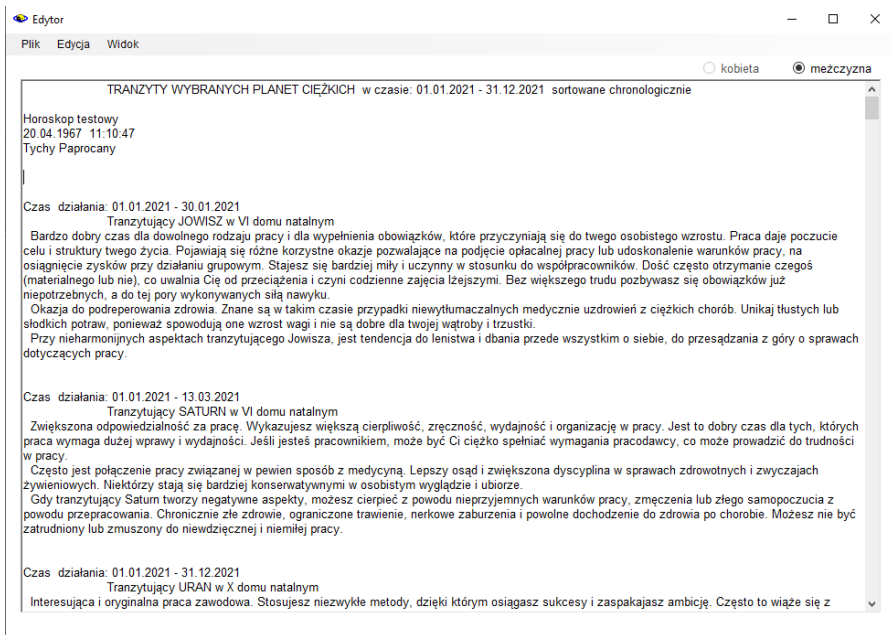 Edytor
Plik Edycja Widok
kobieta meżczyzna
TRANZYTY WYBRANYCH PLANET CIĘŻKICH w czasie: 01.01.2021 - 31.12.2021 sortowane chronologicznie
Horoskop testowy
20.04.1967 11:10:47
Tychy Paprocany
Czas działania: 01.01.2021 - 30.01.2021
Tranzytujący JOWISZ w VI domu natalnym
Bardzo dobry czas dla dowolnego rodzaju pracy i dla wypełnienia obowiązków, które przyczyniają się do twego osobistego wzrostu. Praca daje poczucie
celu i struktury twego życia. Pojawiają się różne korzystne okazje pozwalające na podjęcie opłacalnej pracy lub udoskonalenie warunków pracy, na
osiągnięcie zysków przy działaniu grupowym. Stajesz się bardziej miły i uczynny w stosunku do współpracowników. Dość często otrzymanie czegoś
(materialnego lub nie), co uwalnia Cię od przeciążenia i czyni codzienne zajęcia lżejszymi. Bez większego trudu pozbywasz się obowiązków już
niepotrzebnych, a do tej pory wykonywanych siłą nawyku.
Okazja do podreperowania zdrowia. Znane są w takim czasie przypadki niewytłumaczalnych medycznie uzdrowień z ciężkich chorób. Unikaj tłustych lub
słodkich potraw, ponieważ spowodują one wzrost wagi i nie są dobre dla twojej wątroby i trzustki.
Przy nieharmonijnych aspektach tranzytującego Jowisza, jest tendencja do lenistwa i dbania przede wszystkim o siebie, do przesądzania z góry o sprawach
dotyczących pracy.
Czas działania: 01.01.2021 - 13.03.2021
Tranzytujący SATURN w VI domu natalnym
Zwiększona odpowiedzialność za pracę. Wykazujesz większą cierpliwość, zręczność, wydajność i organizację w pracy. Jest to dobry czas dla tych, których
praca wymaga dużej wprawy i wydajności. Jeśli jesteś pracownikiem, może być Ci ciężko spełniać wymagania pracodawcy, co może prowadzić do trudności
w pracy.
Często jest połączenie pracy związanej w pewien sposób z medycyną. Lepszy osąd i zwiększona dyscyplina w sprawach zdrowotnych i zwyczajach
żywieniowych. Niektórzy stają się bardziej konserwatywnymi w osobistym wyglądzie i ubiorze.
Gdy tranzytujący Saturn tworzy negatywne aspekty, możesz cierpieć z powodu nieprzyjemnych warunków pracy, zmęczenia lub złego samopoczucia z
powodu przepracowania. Chronicznie złe zdrowie, ograniczone trawienie, nerkowe zaburzenia i powolne dochodzenie do zdrowia po chorobie. Możesz nie być
zatrudniony lub zmuszony do niewdzięcznej i niemiłej pracy.
Czas działania: 01.01.2021 - 31.12.2021
Tranzytujący URAN w X domu natalnym
Interesująca i oryginalna praca zawodowa. Stosujesz niezwykłe metody, dzięki którym osiągasz sukcesy i zaspakajasz ambicję. Często to wiąże się z